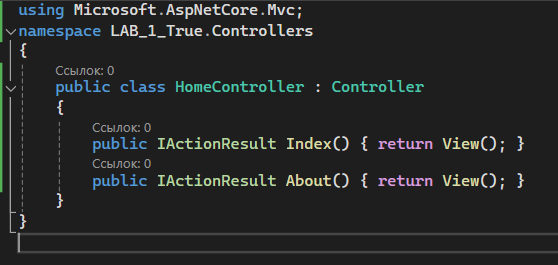 using Microsoft.AspNetCore.Mvc;
namespace LAB_1_True.Controllers
{
Ссылок: 0
public class HomeController : Controller
{
Ссылок: 0
public IActionResult Index() { return View(); }
Ссылок: 0
public IActionResult About() { return View(); }
}
}